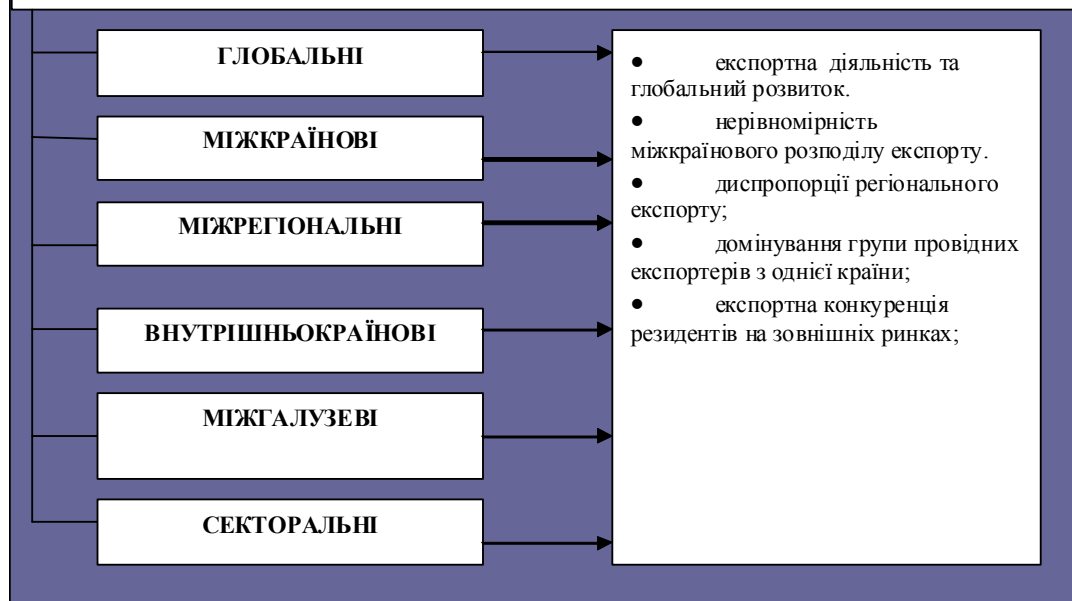 ГЛОБАЛЬНІ
МІЖКРАЇНОВІ
МІЖРЕГІОНАЛЬНІ
ВНУТРІШНЬОКРАЇНОВІ
МІЖГАЛУЗЕВІ
СЕКТОРАЛЬНІ
• експортна діяльність та
глобальний розвиток.
• нерівномірність
міжкраїнового розподілу експорту.
• диспропорції регіонального
експорту;
• домінування групи провідних
експортерів з однієї країни;
• експортна конкуренція
резидентів на зовнішніх ринках;